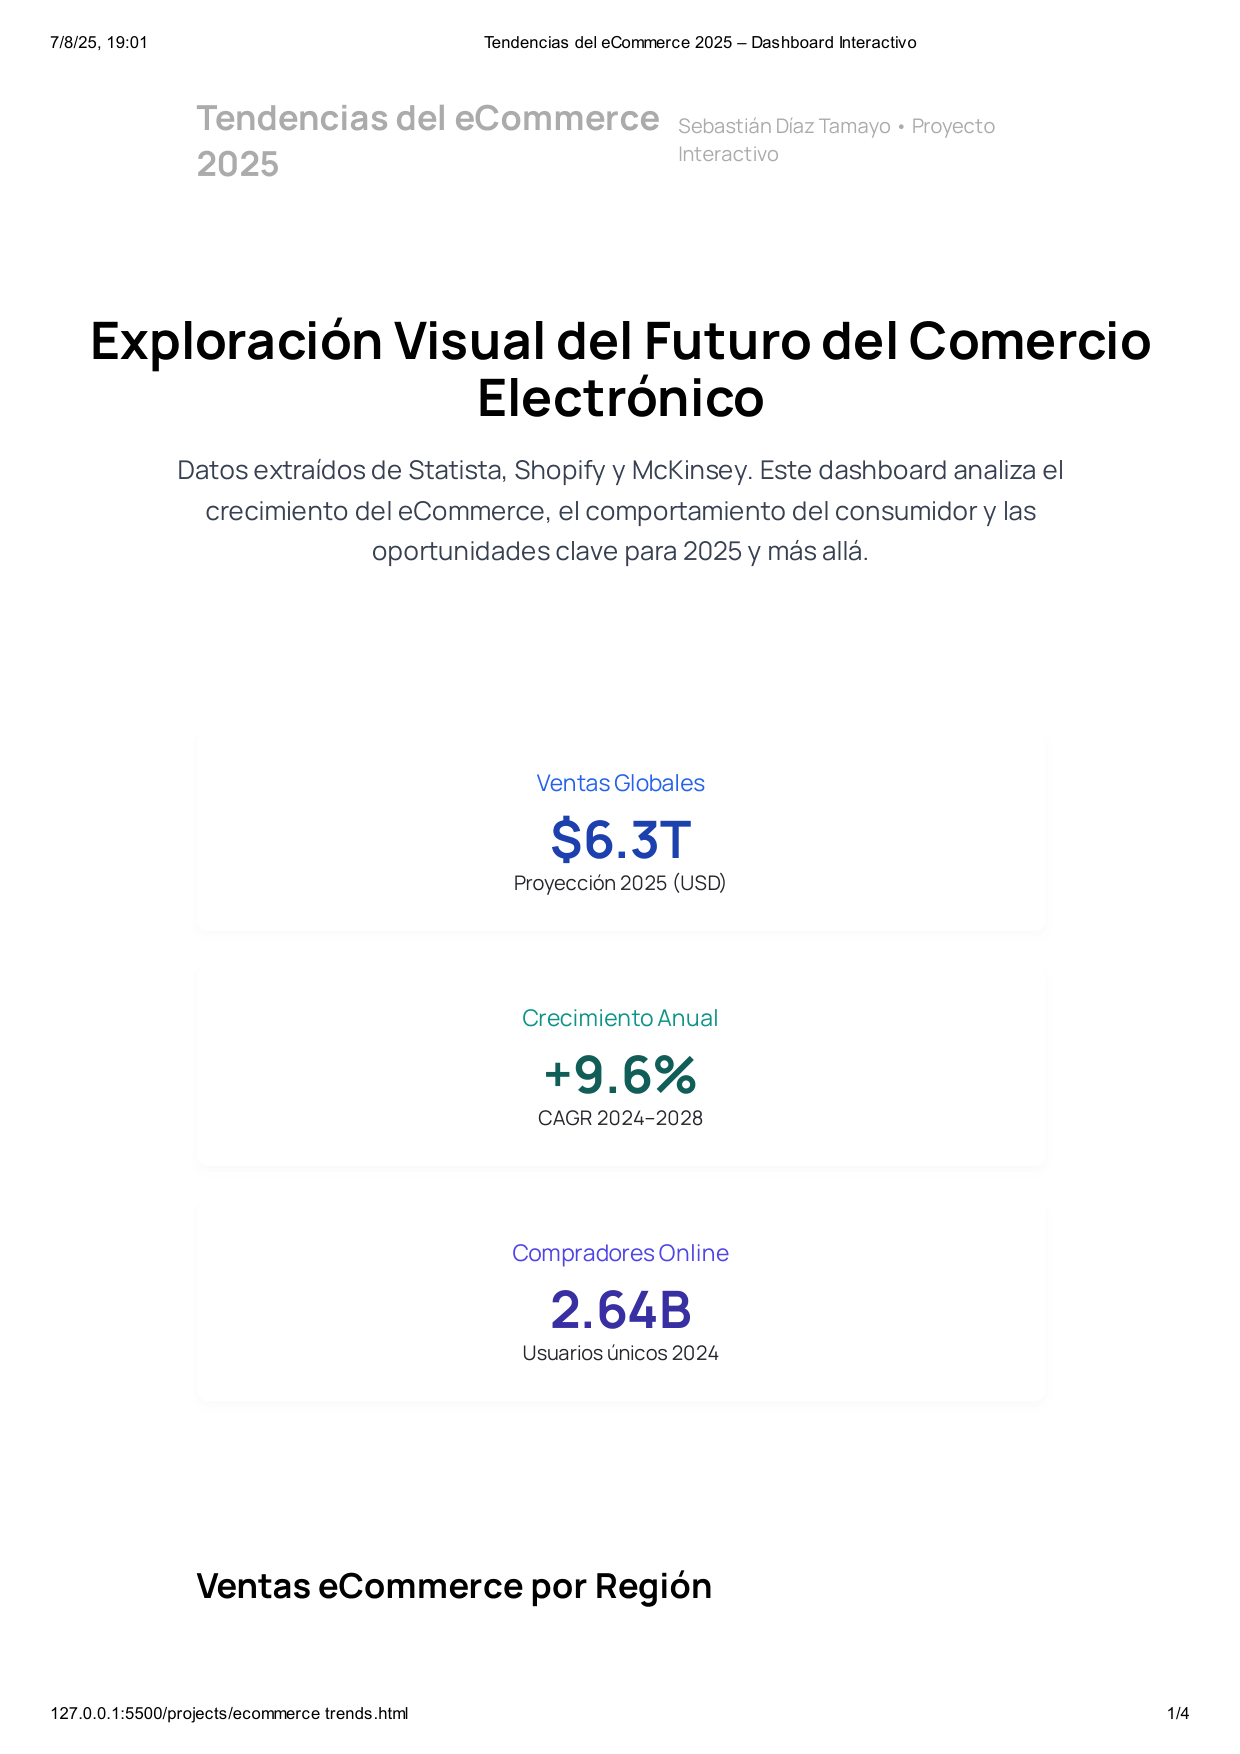 7/8/25, 19:01
Tendencias del eCommerce 2025 – Dashboard Interactivo
Tendencias del eCommerce
2025
Sebastián Díaz Tamayo • Proyecto
Interactivo
Exploración Visual del Futuro del Comercio
Electrónico
Datos extraídos de Statista, Shopify y McKinsey. Este dashboard analiza el
crecimiento del eCommerce, el comportamiento del consumidor y las
oportunidades clave para 2025 y más allá.
Ventas Globales
$6.3T
Proyección 2025 (USD)
Crecimiento Anual
+9.6%
CAGR 2024–2028
Compradores Online
2.64B
Usuarios únicos 2024
Ventas eCommerce por Región
127.0.0.1:5500/projects/ecommerce trends.html
1/4